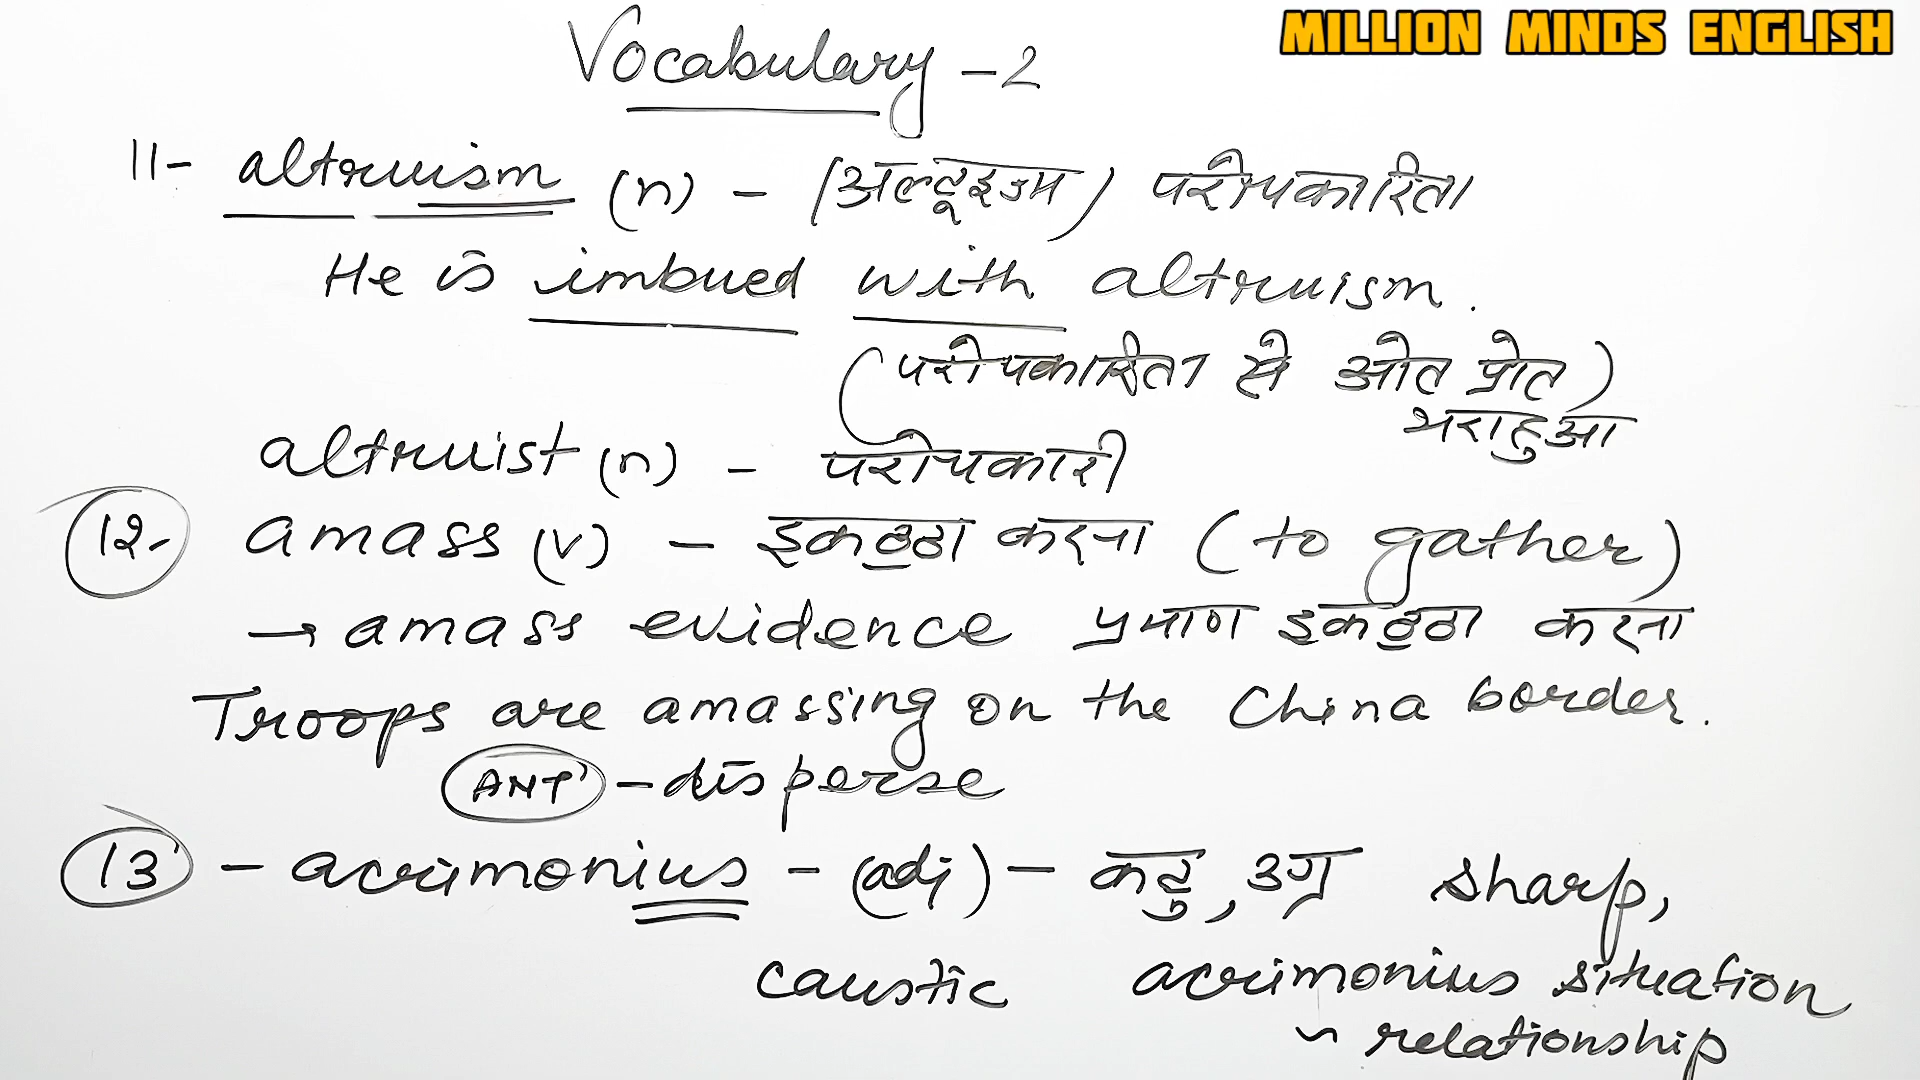 MILLION MINDS ENGLISH
Vocabulary - 2
11- altruism (n) - (अल्ट्रूइज्म) परोपकारिता
He is imbued with altruism.
(परोपकारिता से ओत प्रोत)
भरा हुआ
altruist (n) - परोपकारी
12- amass (v) - इकठ्ठा करना (to gather)
→ amass evidence प्रमाण इकठ्ठा करना
Troops are amassing on the China border.
ANT - disperse
13 - acrimonius - (adj) - कटु, उग्र sharp,
caustic acrimonius situation
~ relationship